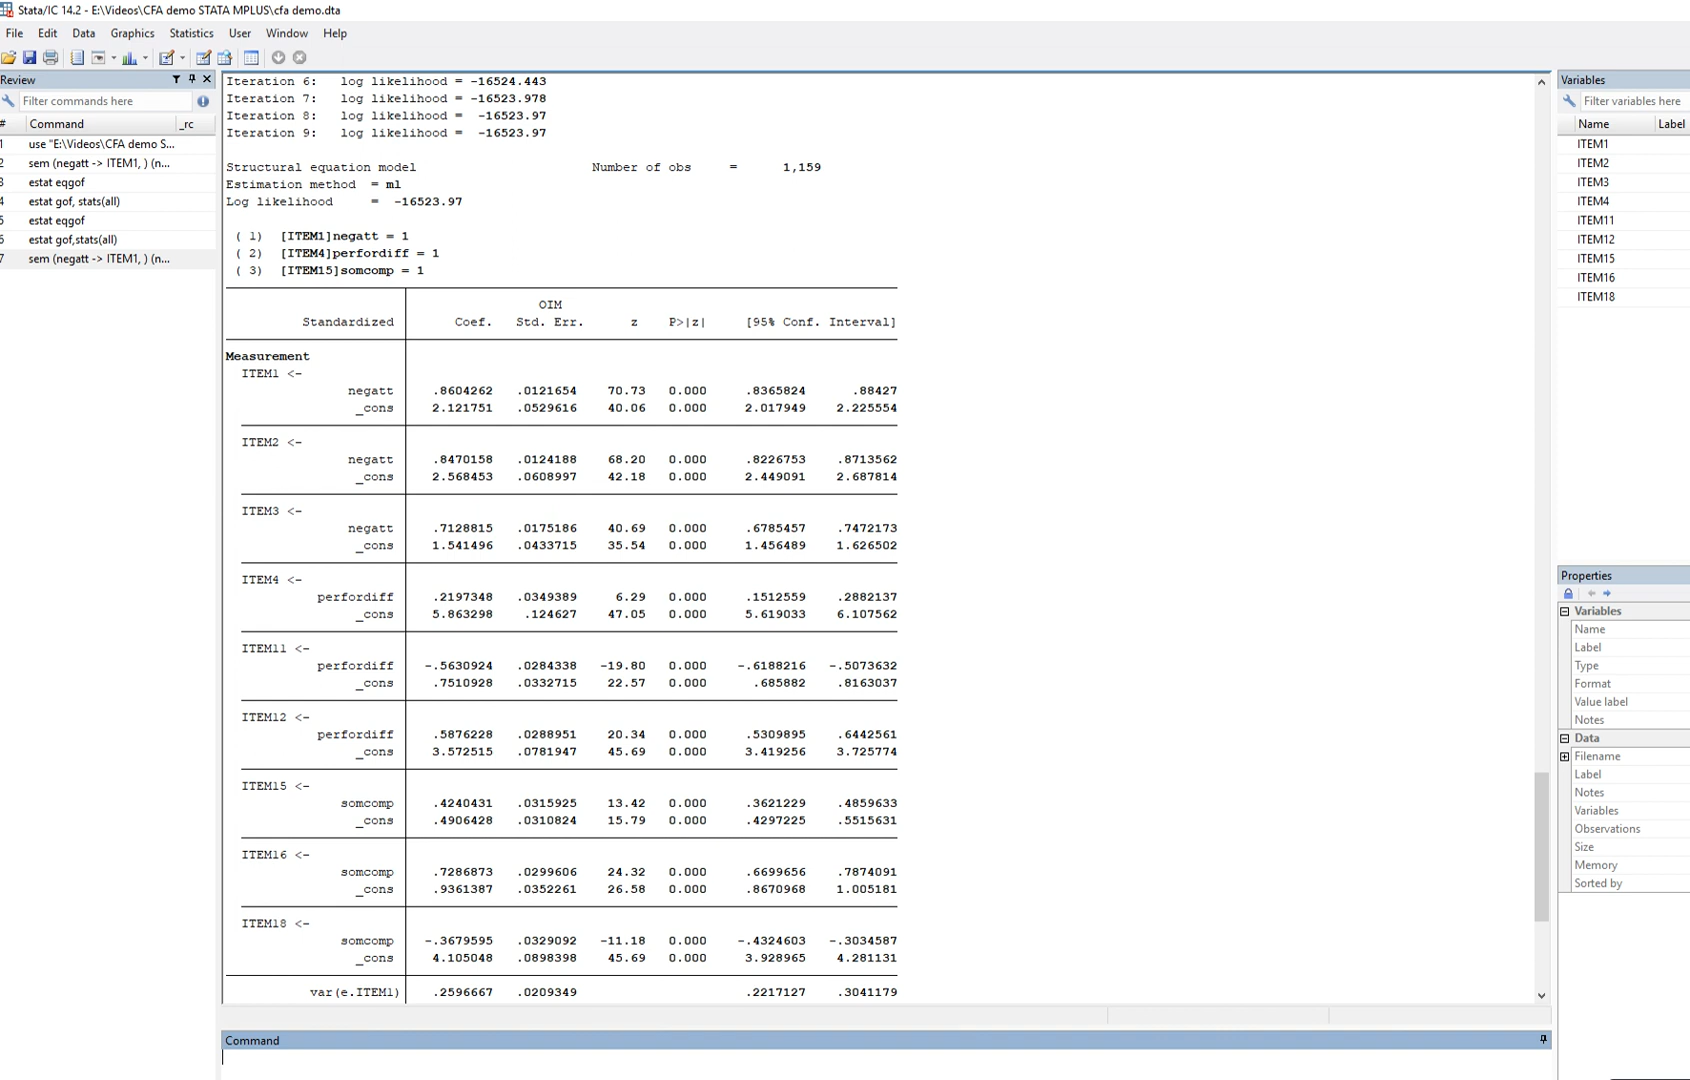 Stata/IC 14.2 - E:\Videos\CFA demo STATA MPLUS\cfa demo.dta
File Edit Data Graphics Statistics User Window Help
Review
Filter commands here
# Command _rc
1 use "E:\Videos\CFA demo S...
2 sem (negatt -> ITEM1, ) (n...
3 estat eqgof
4 estat gof, stats(all)
5 estat eqgof
6 estat gof,stats(all)
7 sem (negatt -> ITEM1, ) (n...
Iteration 6: log likelihood = -16524.443
Iteration 7: log likelihood = -16523.978
Iteration 8: log likelihood = -16523.97
Iteration 9: log likelihood = -16523.97
Structural equation model Number of obs = 1,159
Estimation method = ml
Log likelihood = -16523.97
( 1) [ITEM1]negatt = 1
( 2) [ITEM4]perfordiff = 1
( 3) [ITEM15]somcomp = 1
OIM
Standardized Coef. Std. Err. z P>|z| [95% Conf. Interval]
Measurement
ITEM1 <-
negatt .8604262 .0121654 70.73 0.000 .8365824 .88427
_cons 2.121751 .0529616 40.06 0.000 2.017949 2.225554
ITEM2 <-
negatt .8470158 .0124188 68.20 0.000 .8226753 .8713562
_cons 2.568453 .0608997 42.18 0.000 2.449091 2.687814
ITEM3 <-
negatt .7128815 .0175186 40.69 0.000 .6785457 .7472173
_cons 1.541496 .0433715 35.54 0.000 1.456489 1.626502
ITEM4 <-
perfordiff .2197348 .0349389 6.29 0.000 .1512559 .2882137
_cons 5.863298 .124627 47.05 0.000 5.619033 6.107562
ITEM11 <-
perfordiff -.5630924 .0284338 -19.80 0.000 -.6188216 -.5073632
_cons .7510928 .0332715 22.57 0.000 .685882 .8163037
ITEM12 <-
perfordiff .5876228 .0288951 20.34 0.000 .5309895 .6442561
_cons 3.572515 .0781947 45.69 0.000 3.419256 3.725774
ITEM15 <-
somcomp .4240431 .0315925 13.42 0.000 .3621229 .4859633
_cons .4906428 .0310824 15.79 0.000 .4297225 .5515631
ITEM16 <-
somcomp .7286873 .0299606 24.32 0.000 .6699656 .7874091
_cons .9361387 .0352261 26.58 0.000 .8670968 1.005181
ITEM18 <-
somcomp -.3679595 .0329092 -11.18 0.000 -.4324603 -.3034587
_cons 4.105048 .0898398 45.69 0.000 3.928965 4.281131
var(e.ITEM1) .2596667 .0209349 .2217127 .3041179
Command
Variables
Filter variables here
Name Label
ITEM1
ITEM2
ITEM3
ITEM4
ITEM11
ITEM12
ITEM15
ITEM16
ITEM18
Properties
Variables
Name
Label
Type
Format
Value label
Notes
Data
Filename
Label
Notes
Variables
Observations
Size
Memory
Sorted by